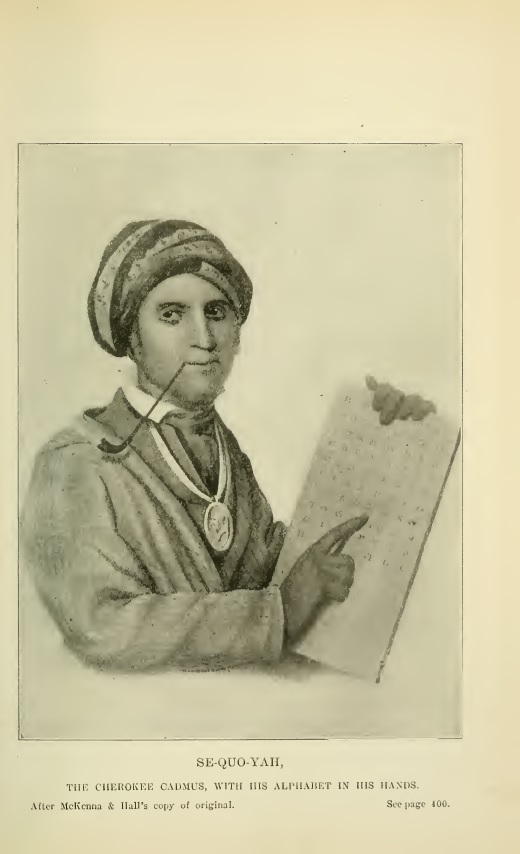 SE-QUO-YAH,
THE CHEROKEE CADMUS, WITH HIS ALPHABET IN HIS HANDS.
After McKenna & Hall's copy of original. See page 400.